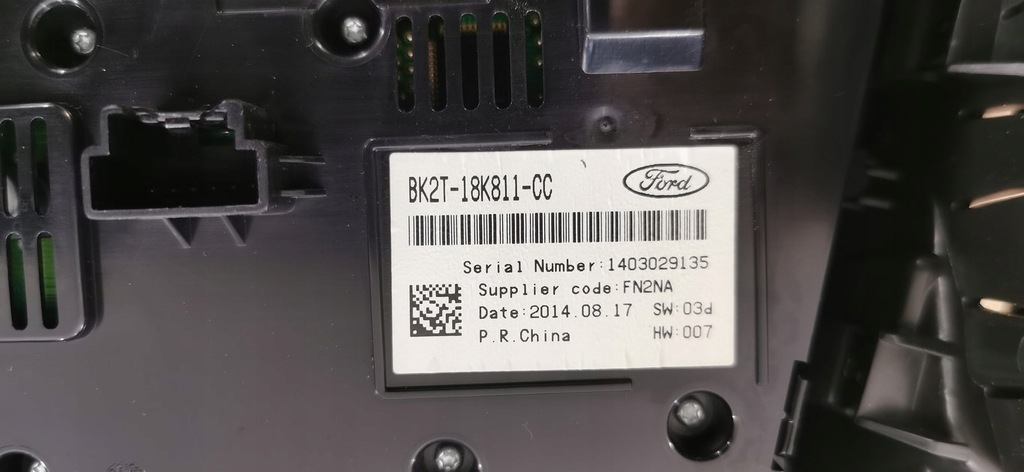 BK2T-18K811-CC
Ford
Serial Number:1403029135
Supplier code:FN2NA
Date:2014.08.17 SW:03d
P.R.China HW:007